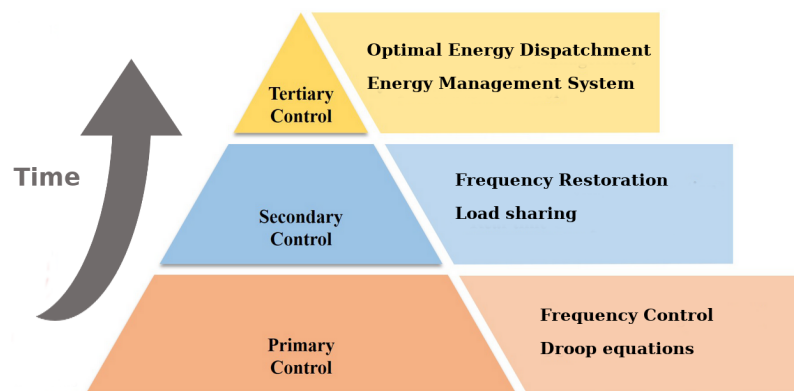 Optimal Energy Dispatchment
Energy Management System
Tertiary
Control
Time
Frequency Restoration
Load sharing
Secondary
Control
Frequency Control
Droop equations
Primary
Control